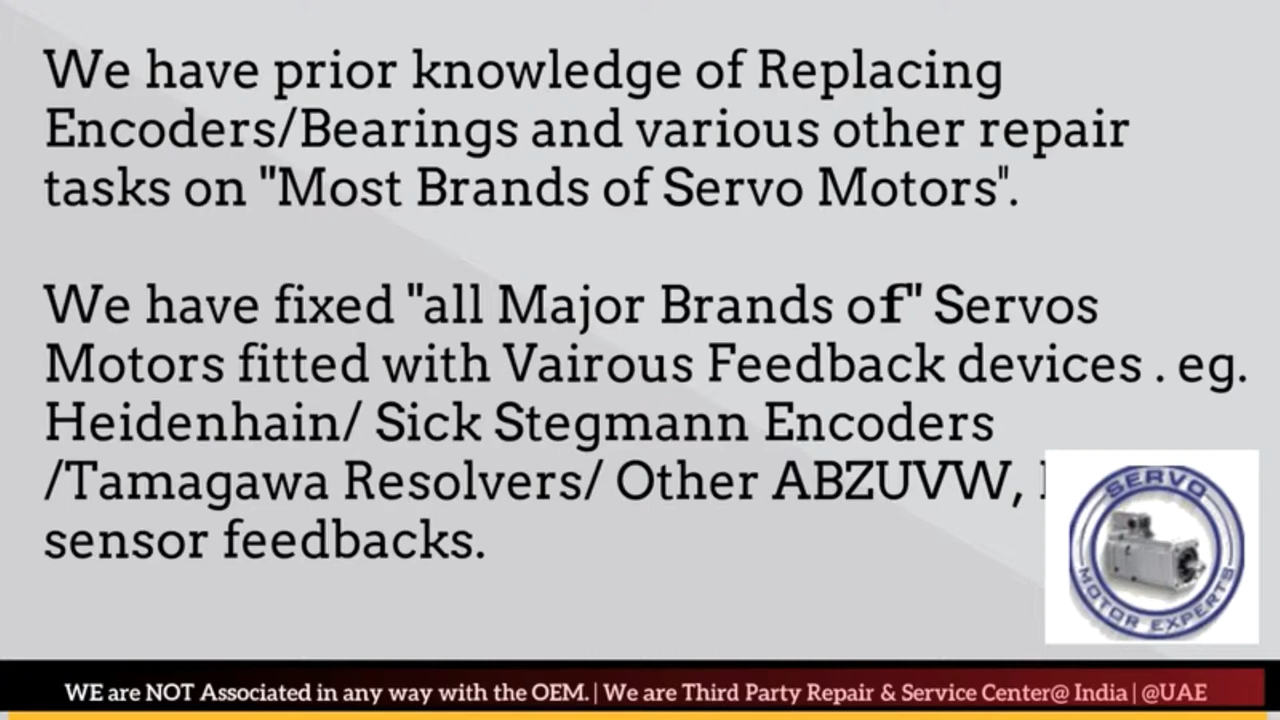 We have prior knowledge of Replacing
Encoders/Bearings and various other repair
tasks on "Most Brands of Servo Motors".
We have fixed "all Major Brands of" Servos
Motors fitted with Vairous Feedback devices . eg.
Heidenhain/ Sick Stegmann Encoders
/Tamagawa Resolvers/ Other ABZUVW,
sensor feedbacks.
SERVO
MOTOR EXPERTS
WE are NOT Associated in any way with the OEM. | We are Third Party Repair & Service Center@ India | @UAE